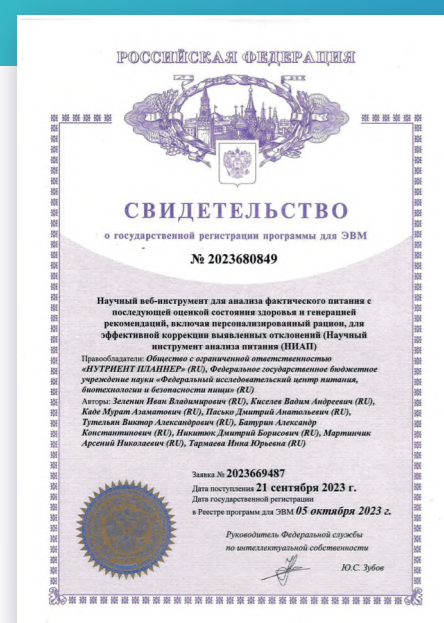 РОССИЙСКАЯ ФЕДЕРАЦИЯ
СВИДЕТЕЛЬСТВО
о государственной регистрации программы для ЭВМ
№ 2023680849
Научный веб-инструмент для анализа фактического питания с
последующей оценкой состояния здоровья и генерацией
рекомендаций, включая персонализированный рацион, для
эффективной коррекции выявленных отклонений (Научный
инструмент анализа питания (НИАП)
Правообладатели: Общество с ограниченной ответственностью
«НУТРИЕНТ ПЛАННЕР» (RU), Федеральное государственное бюджетное
учреждение науки «Федеральный исследовательский центр питания,
биотехнологии и безопасности пищи» (RU)
Авторы: Зеленин Иван Владимирович (RU), Киселев Вадим Андреевич (RU),
Каде Мурат Азаматович (RU), Пасько Дмитрий Анатольевич (RU),
Тутельян Виктор Александрович (RU), Батурин Александр
Константинович (RU), Никитюк Дмитрий Борисович (RU), Мартинчик
Арсений Николаевич (RU), Тармаева Инна Юрьевна (RU)
Заявка № 2023669487
Дата поступления 21 сентября 2023 г.
Дата государственной регистрации
в Реестре программ для ЭВМ 05 октября 2023 г.
Руководитель Федеральной службы
по интеллектуальной собственности
Ю.С. Зубов